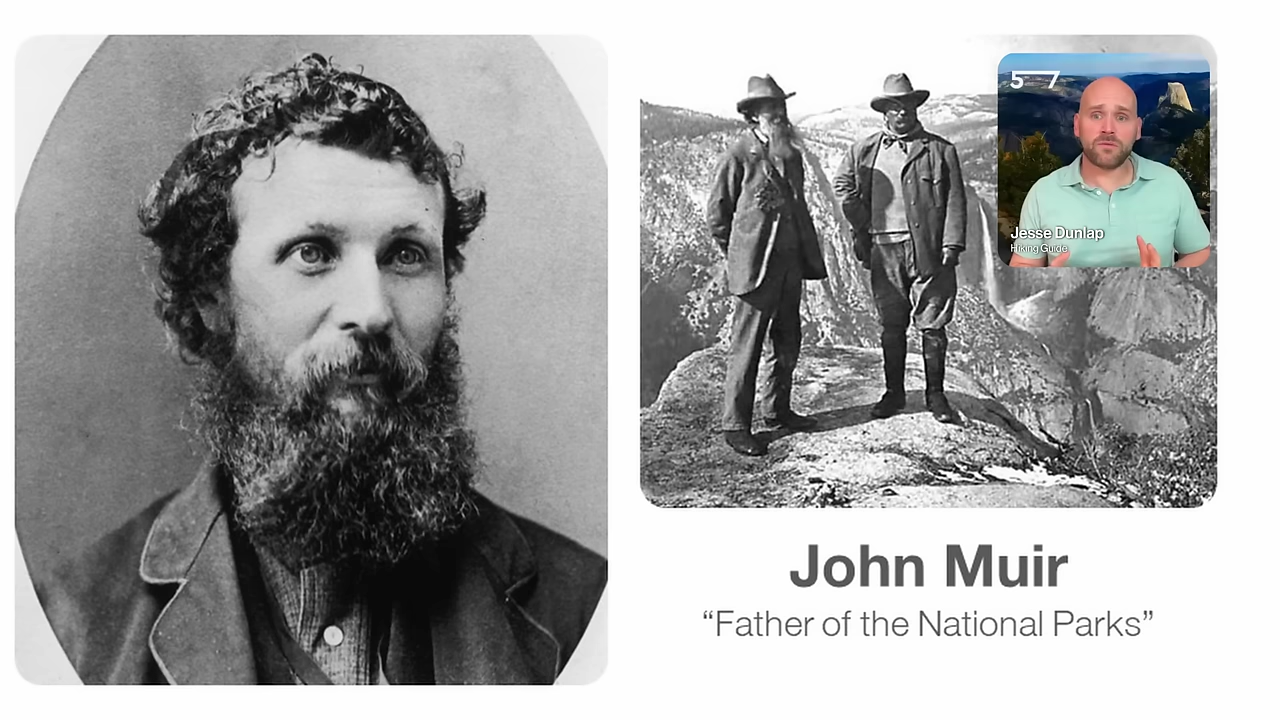 5 7
Jesse Dunlap
Hiking Guide
John Muir
“Father of the National Parks”